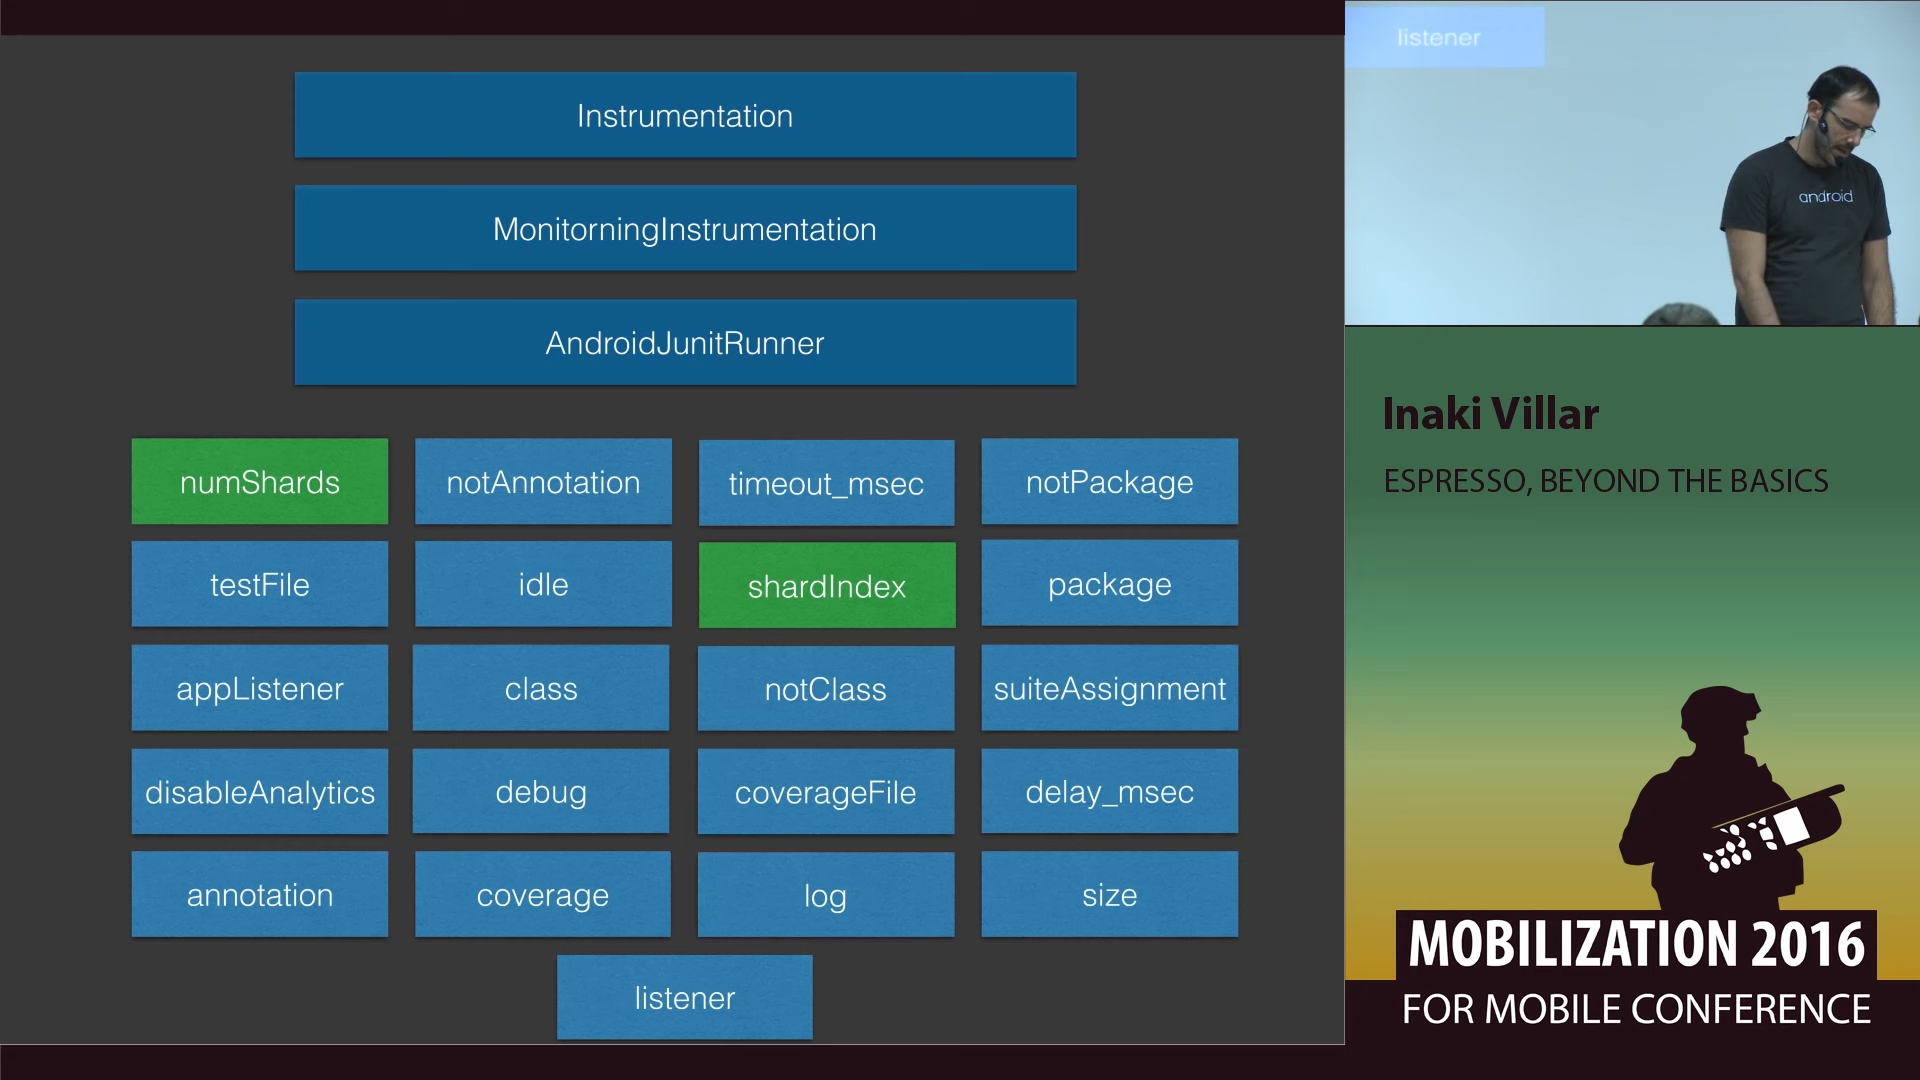 Instrumentation
MonitorningInstrumentation
AndroidJunitRunner
numShards
notAnnotation
timeout_msec
notPackage
testFile
idle
shardIndex
package
appListener
class
notClass
suiteAssignment
disableAnalytics
debug
coverageFile
delay_msec
annotation
coverage
log
size
listener
listener
android
Inaki Villar
ESPRESSO, BEYOND THE BASICS
MOBILIZATION 2016
FOR MOBILE CONFERENCE